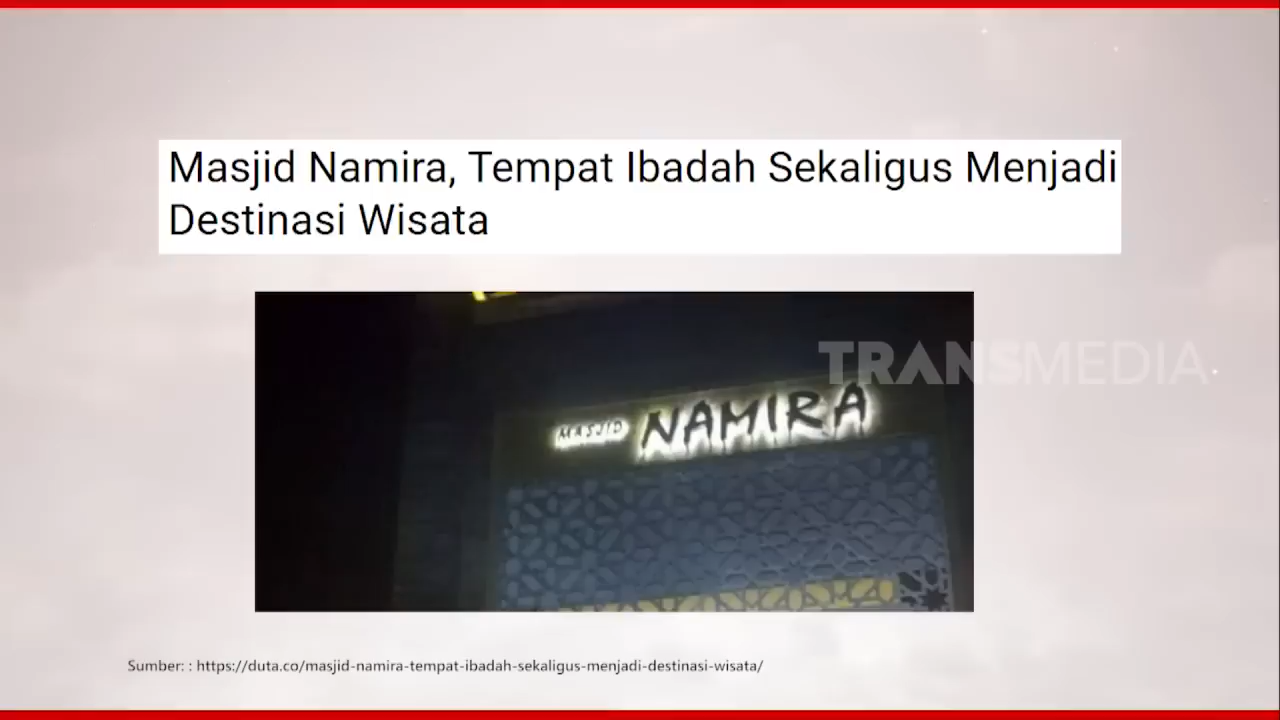 Masjid Namira, Tempat Ibadah Sekaligus Menjadi
Destinasi Wisata
TRANSMEDIA
MASJID NAMIRA
Sumber: : https://duta.co/masjid-namira-tempat-ibadah-sekaligus-menjadi-destinasi-wisata/